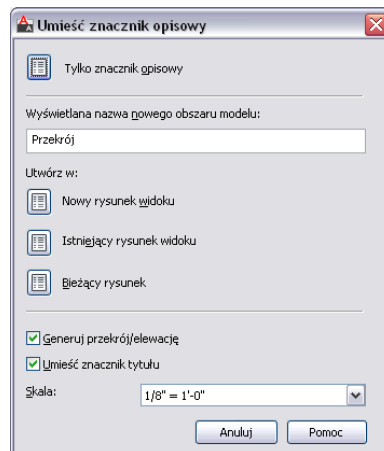 Umieść znacznik opisowy
Tylko znacznik opisowy
Wyświetlana nazwa nowego obszaru modelu:
Przekrój
Utwórz w:
Nowy rysunek widoku
Istniejący rysunek widoku
Bieżący rysunek
Generuj przekrój/elewację
Umieść znacznik tytułu
Skala:
1/8" = 1'-0"
Anuluj
Pomoc